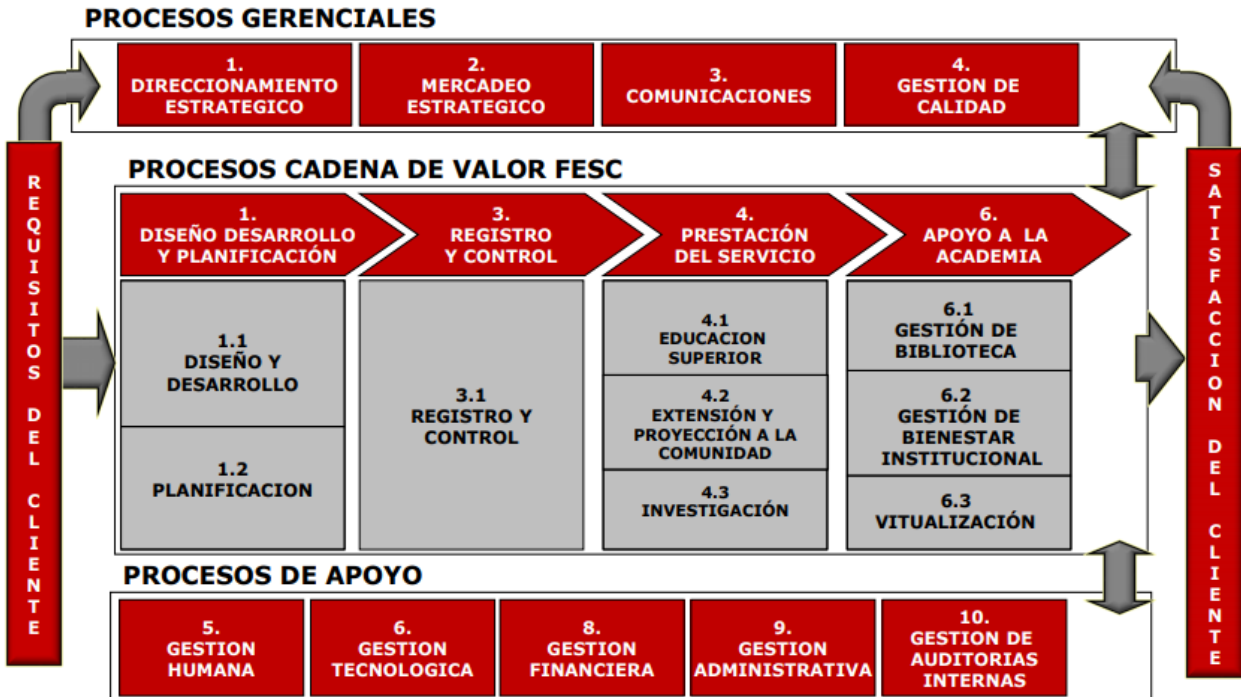 PROCESOS GERENCIALES
1.
DIRECCIONAMIENTO
ESTRATEGICO
2.
MERCADEO
ESTRATEGICO
3.
COMUNICACIONES
4.
GESTION DE
CALIDAD
REQUISITOS DEL CLIENTE
PROCESOS CADENA DE VALOR FESC
1.
DISEÑO DESARROLLO
Y PLANIFICACIÓN
3.
REGISTRO
Y CONTROL
4.
PRESTACIÓN
DEL SERVICIO
6.
APOYO A LA
ACADEMIA
1.1
DISEÑO Y
DESARROLLO
1.2
PLANIFICACION
3.1
REGISTRO Y
CONTROL
4.1
EDUCACION
SUPERIOR
4.2
EXTENSIÓN Y
PROYECCIÓN A LA
COMUNIDAD
4.3
INVESTIGACIÓN
6.1
GESTIÓN DE
BIBLIOTECA
6.2
GESTIÓN DE
BIENESTAR
INSTITUCIONAL
6.3
VITUALIZACIÓN
SATISFACCION DEL CLIENTE
PROCESOS DE APOYO
5.
GESTION
HUMANA
6.
GESTION
TECNOLOGICA
8.
GESTION
FINANCIERA
9.
GESTION
ADMINISTRATIVA
10.
GESTION DE
AUDITORIAS
INTERNAS